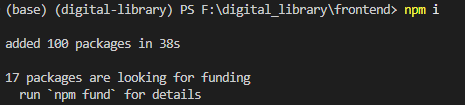 (base) (digital-library) PS F:\digital_library\frontend> npm i
added 100 packages in 38s
17 packages are looking for funding
run `npm fund` for details